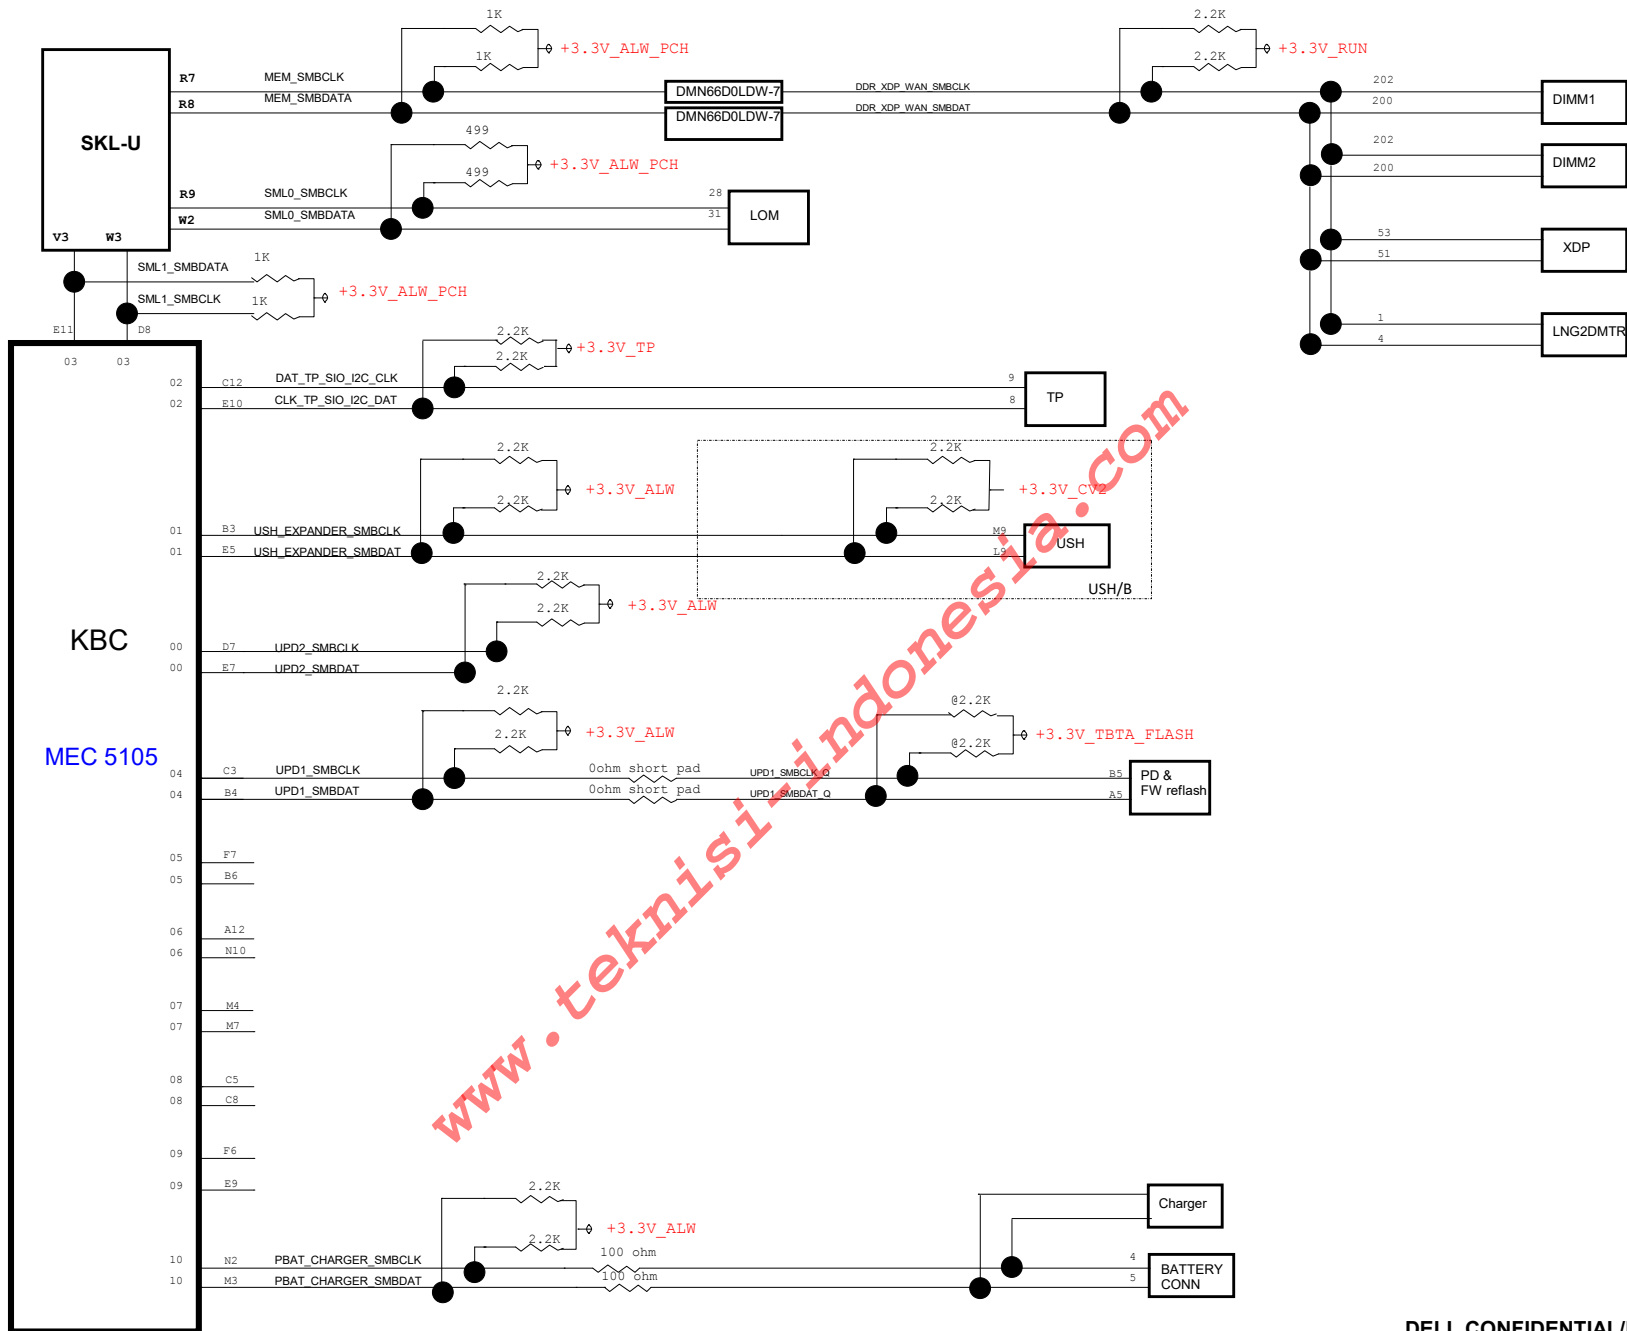 1K
+3.3V_ALW_PCH
1K
2.2K
+3.3V_RUN
2.2K
SKL-U
R7
MEM_SMBCLK
R8
MEM_SMBDATA
DMN66D0LDW-7
DMN66D0LDW-7
DDR_XDP_WAN_SMBCLK
DDR_XDP_WAN_SMBDAT
202
200
DIMM1
202
200
DIMM2
499
+3.3V_ALW_PCH
499
R9
SML0_SMBCLK
W2
SML0_SMBDATA
28
31
LOM
53
51
XDP
V3
W3
SML1_SMBDATA
1K
SML1_SMBCLK
1K
+3.3V_ALW_PCH
1
4
LNG2DMTR
E11
D8
03
03
2.2K
+3.3V_TP
2.2K
02
C12
DAT_TP_SIO_I2C_CLK
02
E10
CLK_TP_SIO_I2C_DAT
9
8
TP
2.2K
+3.3V_ALW
2.2K
2.2K
+3.3V_CV2
2.2K
01
B3
USH_EXPANDER_SMBCLK
01
E5
USH_EXPANDER_SMBDAT
M9
L9
USH
USH/B
2.2K
+3.3V_ALW
2.2K
KBC
00
D7
UPD2_SMBCLK
00
E7
UPD2_SMBDAT
MEC 5105
2.2K
+3.3V_ALW
2.2K
@2.2K
+3.3V_TBTA_FLASH
@2.2K
04
C3
UPD1_SMBCLK
0ohm short pad
UPD1_SMBCLK_Q
B5
04
B4
UPD1_SMBDAT
0ohm short pad
UPD1_SMBDAT_Q
A5
PD &
FW reflash
05
F7
05
B6
06
A12
06
N10
07
M4
07
M7
08
C5
08
C8
09
F6
09
E9
2.2K
+3.3V_ALW
2.2K
Charger
10
N2
PBAT_CHARGER_SMBCLK
100 ohm
4
10
M3
PBAT_CHARGER_SMBDAT
100 ohm
5
BATTERY
CONN
www.teknisi-indonesia.com